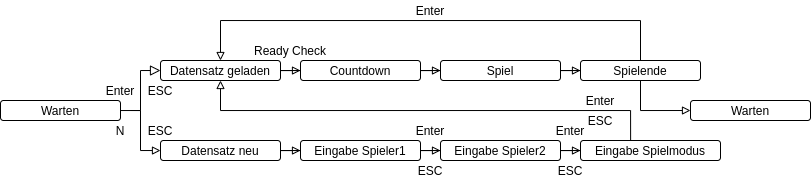 Enter
Ready Check
Datensatz geladen
Countdown
Spiel
Spielende
Enter
ESC
Enter
Warten
Warten
ESC
N
ESC
Enter
Enter
Datensatz neu
Eingabe Spieler1
Eingabe Spieler2
Eingabe Spielmodus
ESC
ESC